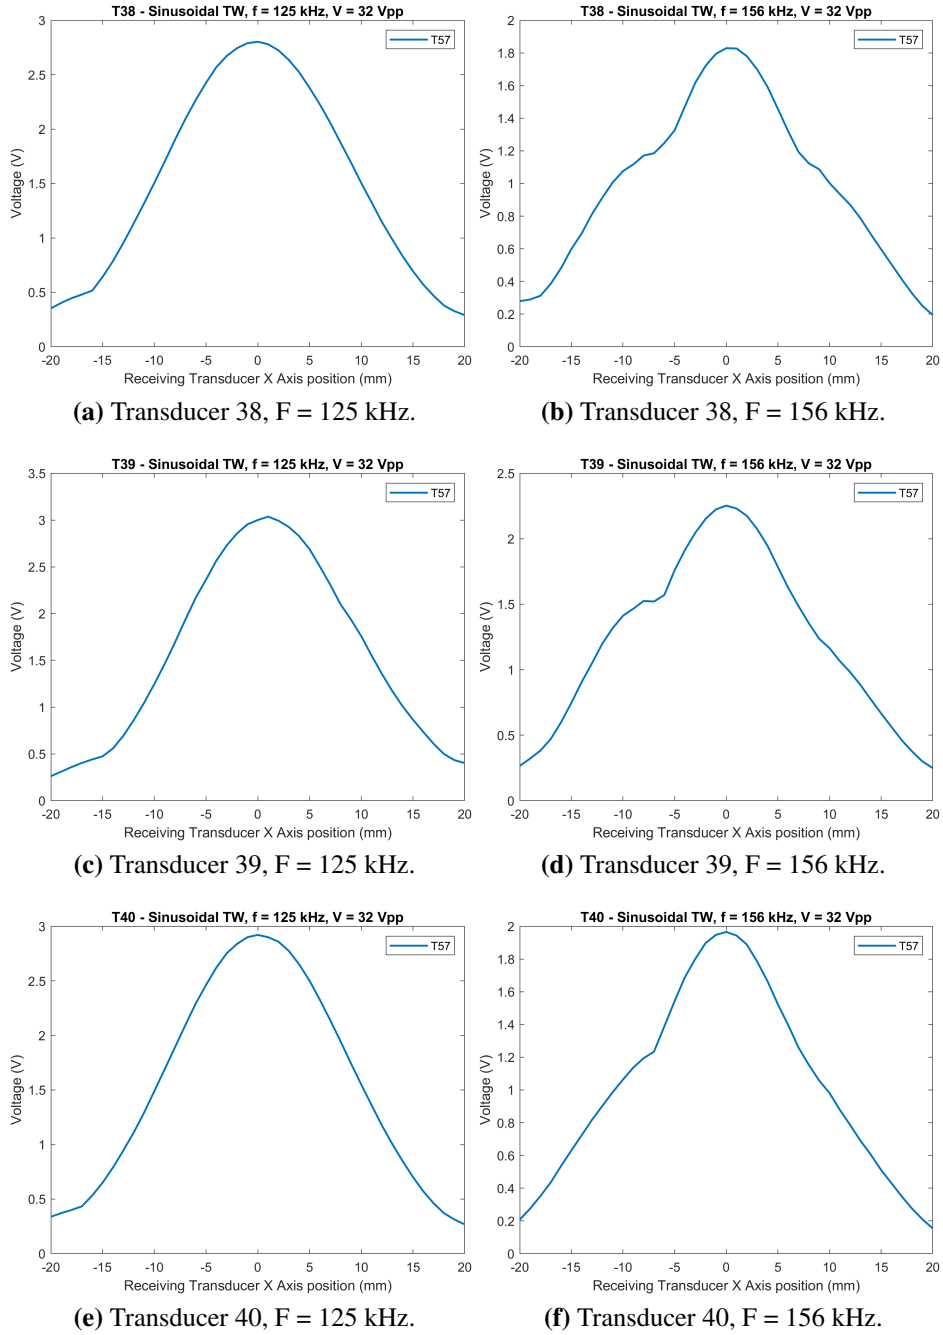 T38 - Sinusoidal TW, f = 125 kHz, V = 32 Vpp
T57
3
2.5
2
1.5
1
0.5
0
Voltage (V)
-20 -15 -10 -5 0 5 10 15 20
Receiving Transducer X Axis position (mm)
(a) Transducer 38, F = 125 kHz.
T38 - Sinusoidal TW, f = 156 kHz, V = 32 Vpp
T57
2
1.8
1.6
1.4
1.2
1
0.8
0.6
0.4
0.2
0
Voltage (V)
-20 -15 -10 -5 0 5 10 15 20
Receiving Transducer X Axis position (mm)
(b) Transducer 38, F = 156 kHz.
T39 - Sinusoidal TW, f = 125 kHz, V = 32 Vpp
T57
3.5
3
2.5
2
1.5
1
0.5
0
Voltage (V)
-20 -15 -10 -5 0 5 10 15 20
Receiving Transducer X Axis position (mm)
(c) Transducer 39, F = 125 kHz.
T39 - Sinusoidal TW, f = 156 kHz, V = 32 Vpp
T57
2.5
2
1.5
1
0.5
0
Voltage (V)
-20 -15 -10 -5 0 5 10 15 20
Receiving Transducer X Axis position (mm)
(d) Transducer 39, F = 156 kHz.
T40 - Sinusoidal TW, f = 125 kHz, V = 32 Vpp
T57
3
2.5
2
1.5
1
0.5
0
Voltage (V)
-20 -15 -10 -5 0 5 10 15 20
Receiving Transducer X Axis position (mm)
(e) Transducer 40, F = 125 kHz.
T40 - Sinusoidal TW, f = 156 kHz, V = 32 Vpp
T57
2
1.8
1.6
1.4
1.2
1
0.8
0.6
0.4
0.2
0
Voltage (V)
-20 -15 -10 -5 0 5 10 15 20
Receiving Transducer X Axis position (mm)
(f) Transducer 40, F = 156 kHz.